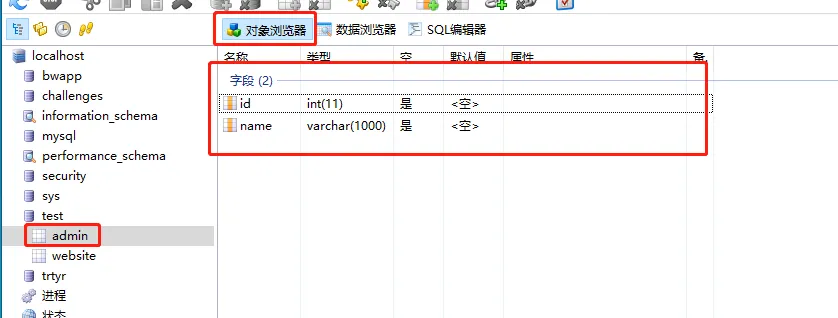 对象浏览器 数据浏览器 SQL编辑器
localhost
bwapp
challenges
information_schema
mysql
performance_schema
security
sys
test
admin
website
trtyr
进程
状态
名称 类型 空 默认值 属性 备
字段 (2)
id int(11) 是 <空>
name varchar(1000) 是 <空>